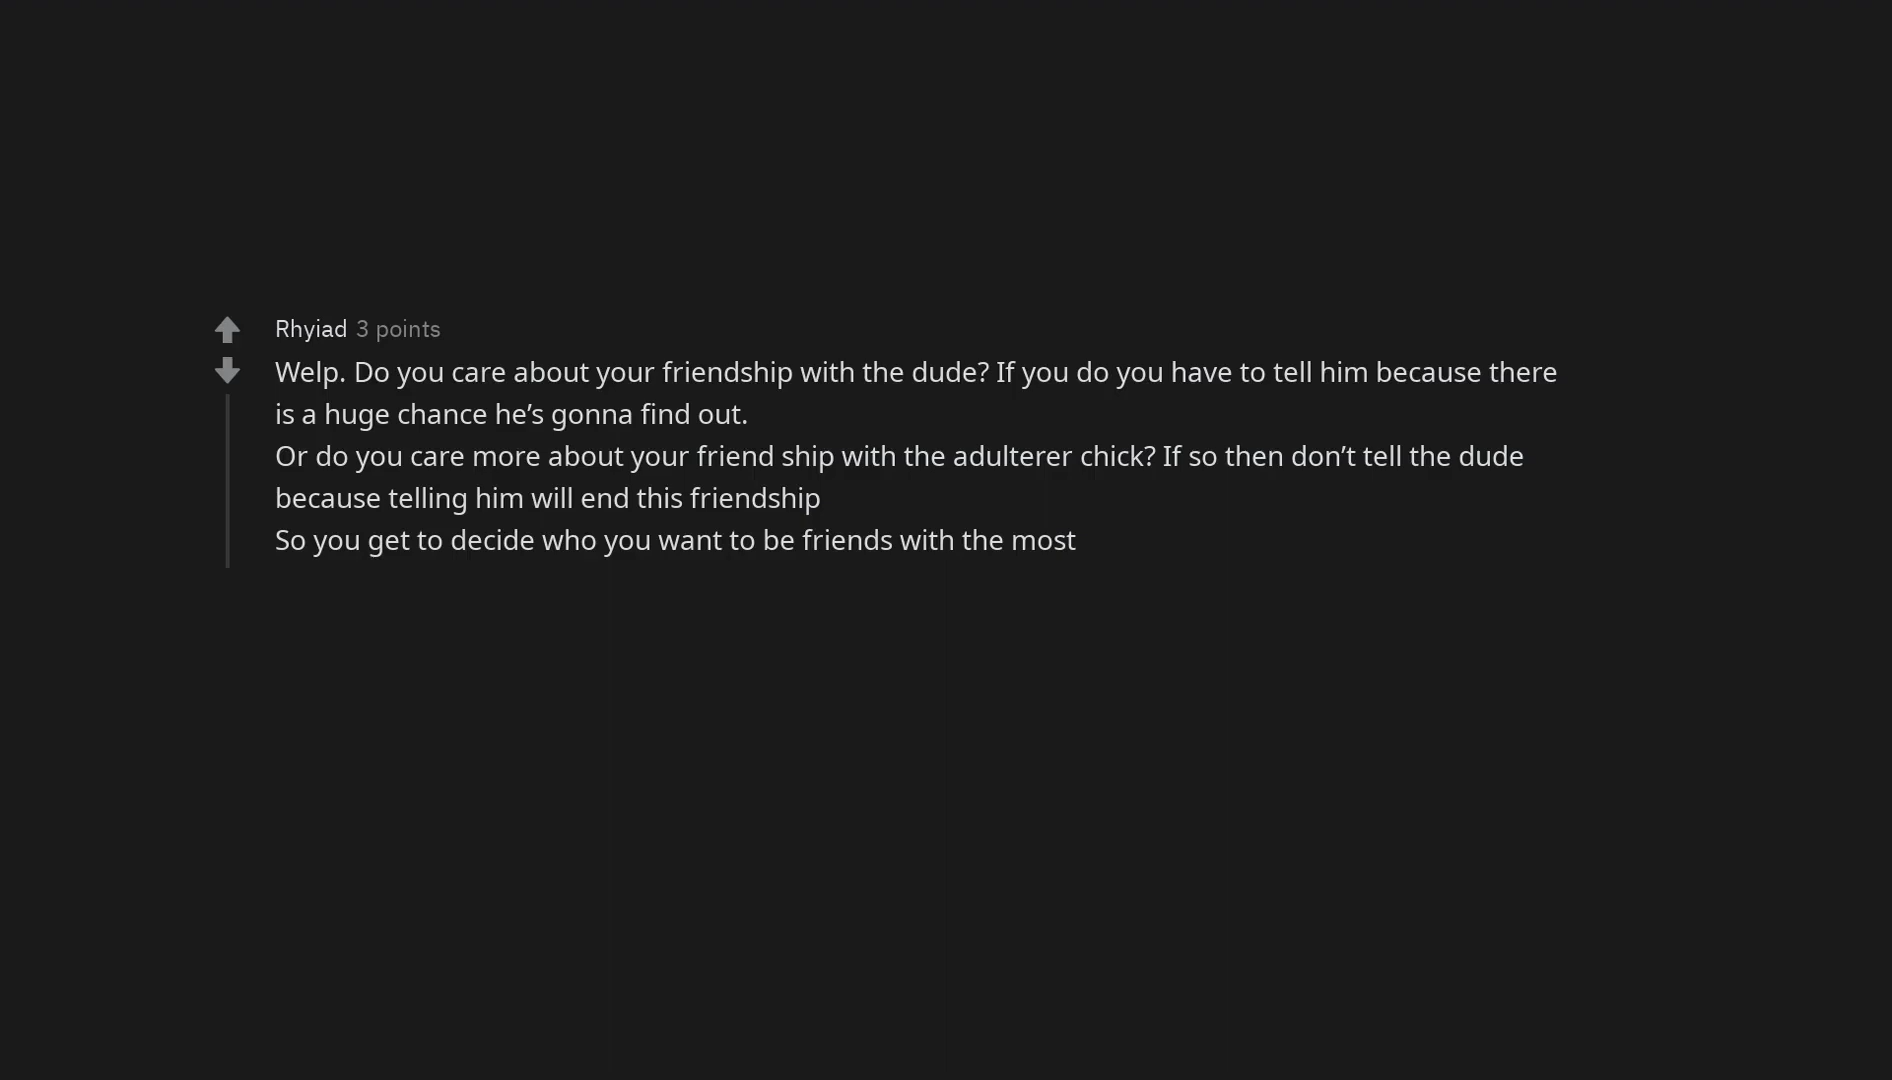 Rhyiad 3 points
Welp. Do you care about your friendship with the dude? If you do you have to tell him because there
is a huge chance he’s gonna find out.
Or do you care more about your friend ship with the adulterer chick? If so then don’t tell the dude
because telling him will end this friendship
So you get to decide who you want to be friends with the most